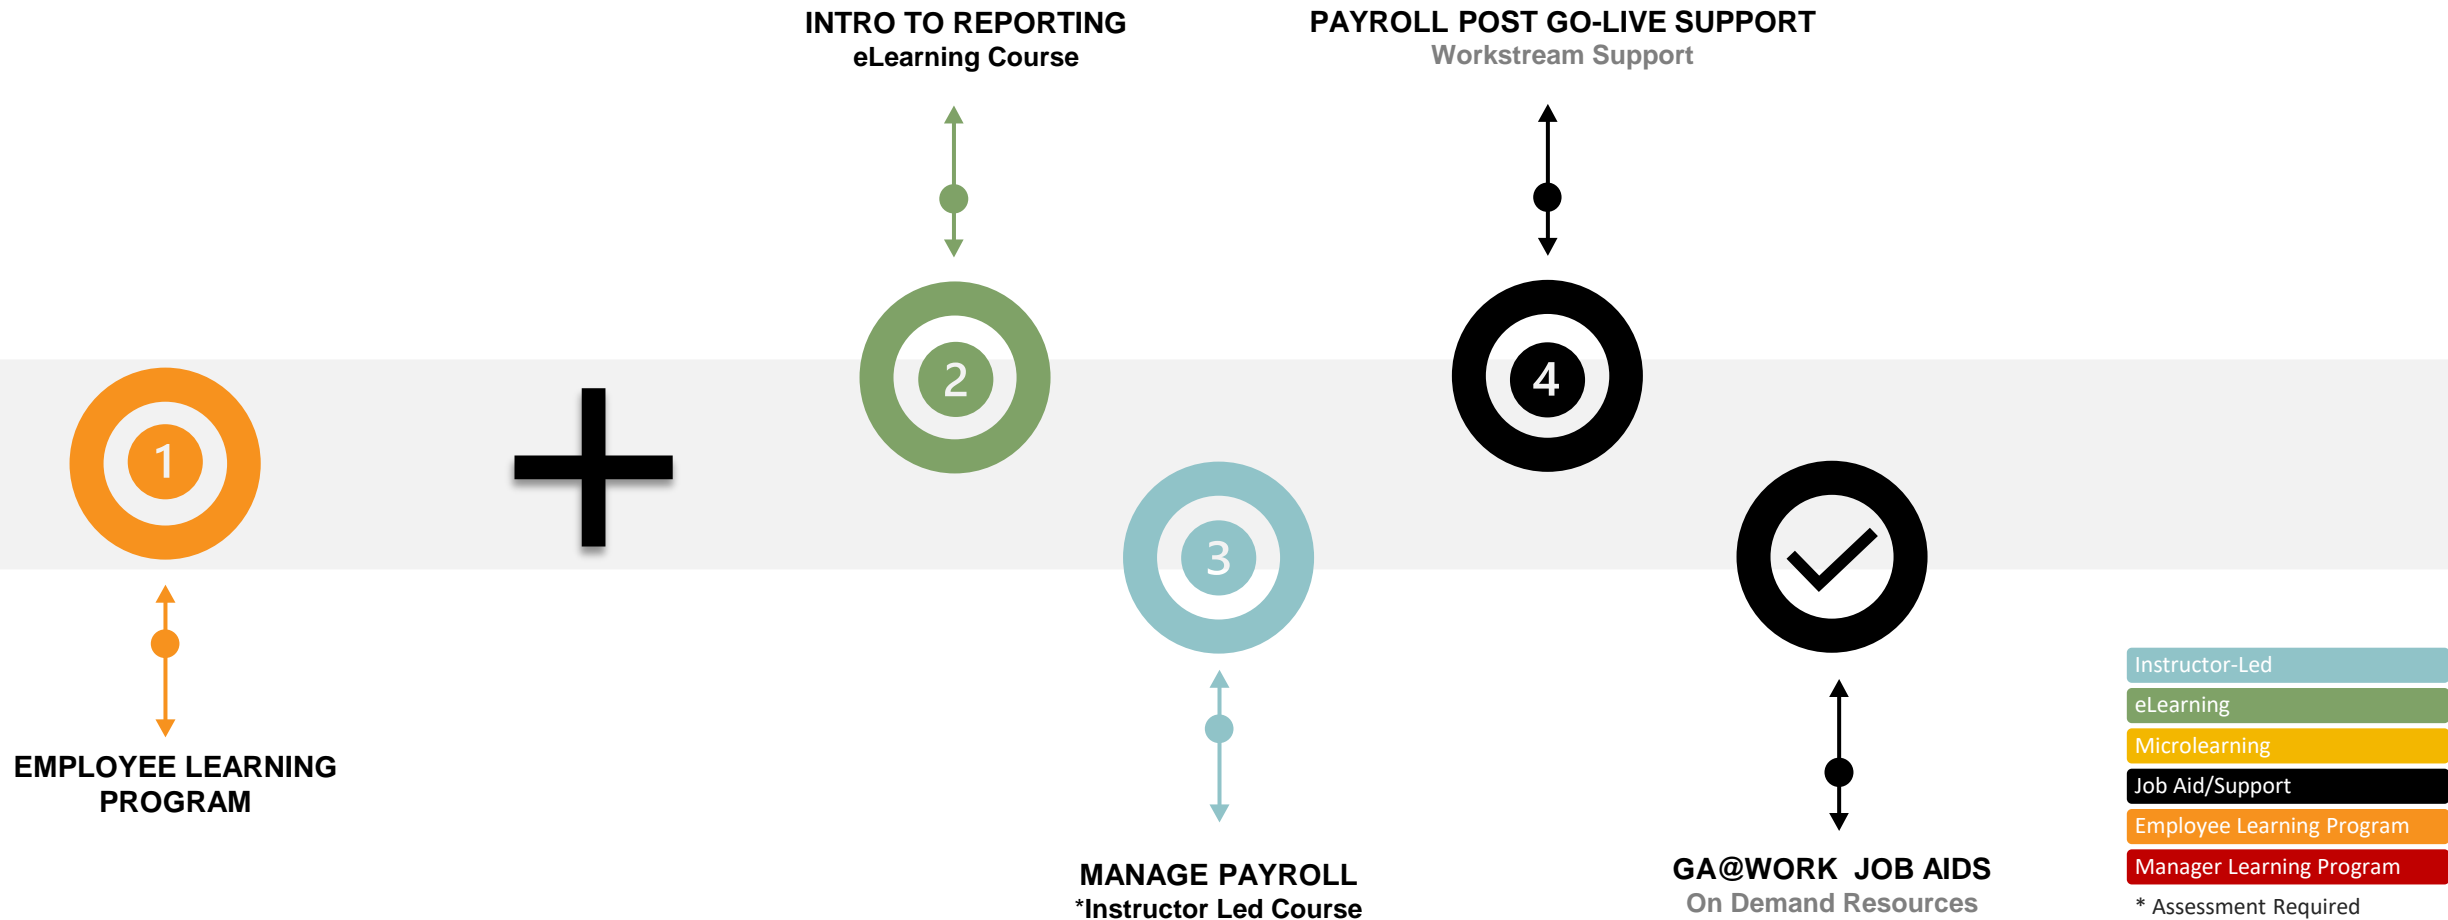 INTRO TO REPORTING
eLearning Course
PAYROLL POST GO-LIVE SUPPORT
Workstream Support
1
2
3
4
EMPLOYEE LEARNING
PROGRAM
MANAGE PAYROLL
*Instructor Led Course
GA@WORK  JOB AIDS
On Demand Resources
Instructor-Led
eLearning
Microlearning
Job Aid/Support
Employee Learning Program
Manager Learning Program
* Assessment Required